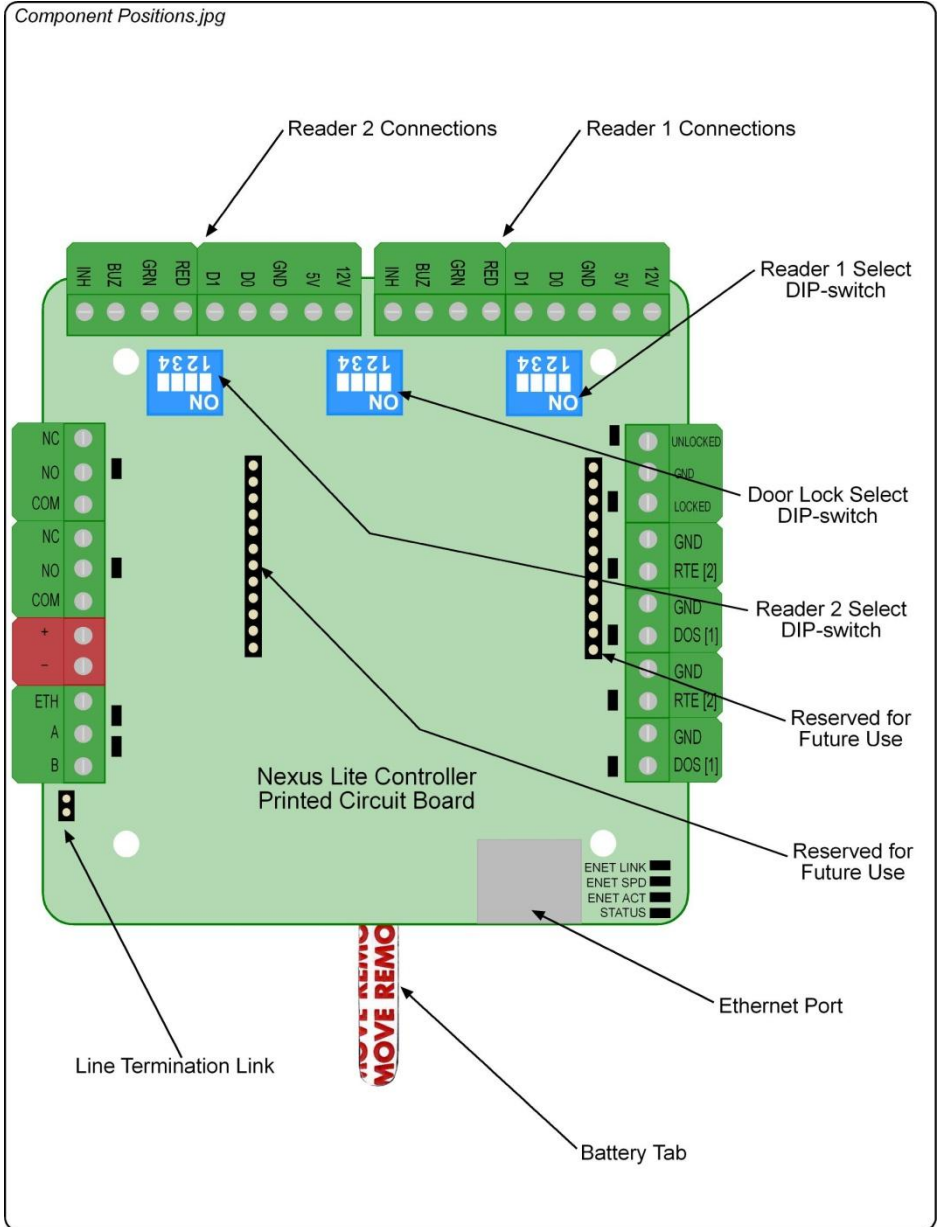 Component Positions.jpg
Reader 2 Connections
Reader 1 Connections
INH BUZ GRN RED D1 D0 GND 5V 12V
INH BUZ GRN RED D1 D0 GND 5V 12V
Reader 1 Select
DIP-switch
1234
ON
1234
ON
1234
ON
NC
NO
COM
NC
NO
COM
+
−
ETH
A
B
UNLOCKED
GND
LOCKED
GND
RTE [2]
GND
DOS [1]
GND
RTE [2]
GND
DOS [1]
Door Lock Select
DIP-switch
Reader 2 Select
DIP-switch
Reserved for
Future Use
Nexus Lite Controller
Printed Circuit Board
Reserved for
Future Use
ENET LINK
ENET SPD
ENET ACT
STATUS
MOVE REMO
MOVE REMO
Ethernet Port
Line Termination Link
Battery Tab